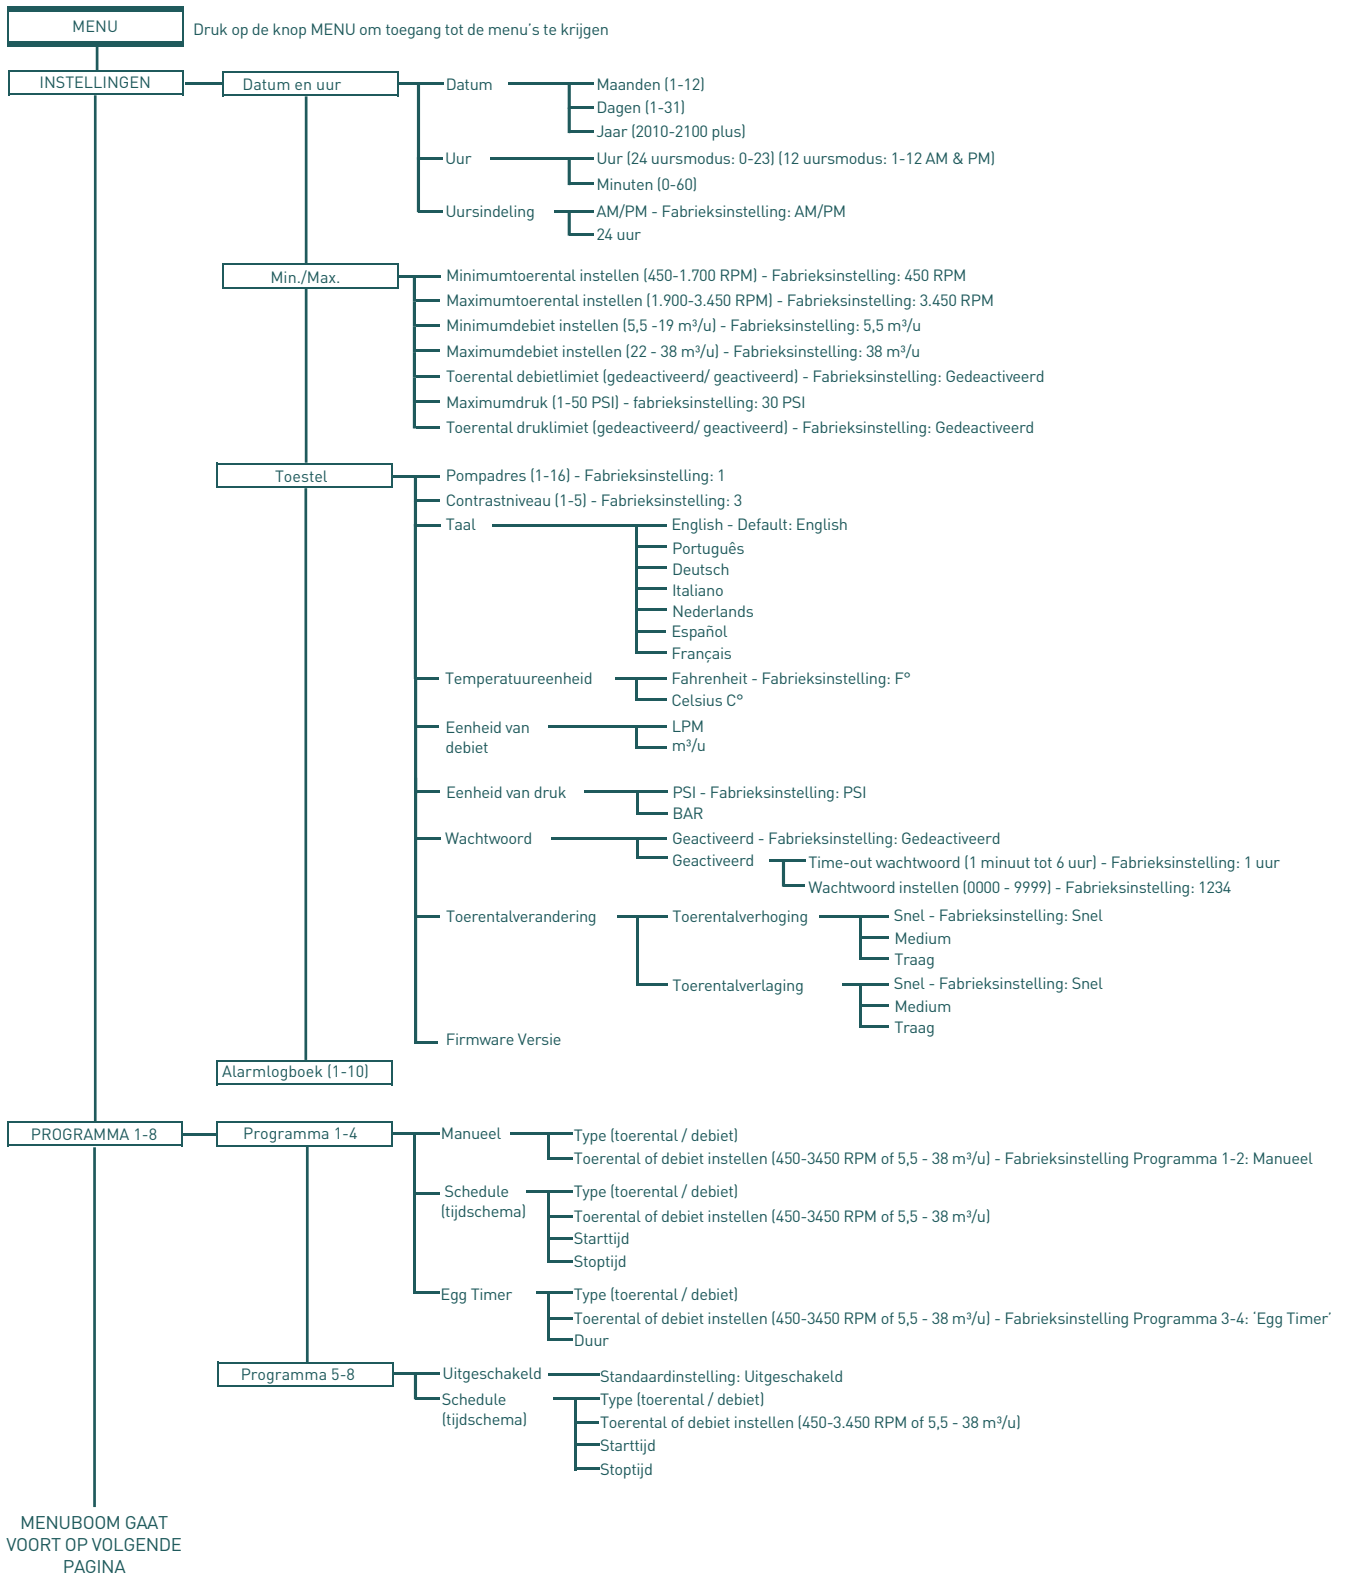 MENU
Druk op de knop MENU om toegang tot de menu's te krijgen
INSTELLINGEN
Datum en uur
Datum
Maanden (1-12)
Dagen (1-31)
Jaar (2010-2100 plus)
Uur
Uur (24 uursmodus: 0-23) (12 uursmodus: 1-12 AM & PM)
Minuten (0-60)
Uursindeling
AM/PM - Fabrieksinstelling: AM/PM
24 uur
Min./Max.
Minimumtoerental instellen (450-1.700 RPM) - Fabrieksinstelling: 450 RPM
Maximumtoerental instellen (1.900-3.450 RPM) - Fabrieksinstelling: 3.450 RPM
Minimumdebiet instellen (5,5 -19 m³/u) - Fabrieksinstelling: 5,5 m³/u
Maximumdebiet instellen (22 - 38 m³/u) - Fabrieksinstelling: 38 m³/u
Toerental debietlimiet (gedeactiveerd/ geactiveerd) - Fabrieksinstelling: Gedeactiveerd
Maximumdruk (1-50 PSI) - fabrieksinstelling: 30 PSI
Toerental druklimiet (gedeactiveerd/ geactiveerd) - Fabrieksinstelling: Gedeactiveerd
Toestel
Pompadres (1-16) - Fabrieksinstelling: 1
Contrastniveau (1-5) - Fabrieksinstelling: 3
Taal
English - Default: English
Português
Deutsch
Italiano
Nederlands
Español
Français
Temperatuureenheid
Fahrenheit - Fabrieksinstelling: F°
Celsius C°
Eenheid van
debiet
LPM
m³/u
Eenheid van druk
PSI - Fabrieksinstelling: PSI
BAR
Wachtwoord
Geactiveerd - Fabrieksinstelling: Gedeactiveerd
Geactiveerd
Time-out wachtwoord (1 minuut tot 6 uur) - Fabrieksinstelling: 1 uur
Wachtwoord instellen (0000 - 9999) - Fabrieksinstelling: 1234
Toerentalverandering
Toerentalverhoging
Snel - Fabrieksinstelling: Snel
Medium
Traag
Toerentalverlaging
Snel - Fabrieksinstelling: Snel
Medium
Traag
Firmware Versie
Alarmlogboek (1-10)
PROGRAMMA 1-8
Programma 1-4
Manueel
Type (toerental / debiet)
Toerental of debiet instellen (450-3450 RPM of 5,5 - 38 m³/u) - Fabrieksinstelling Programma 1-2: Manueel
Schedule
(tijdschema)
Type (toerental / debiet)
Toerental of debiet instellen (450-3450 RPM of 5,5 - 38 m³/u)
Starttijd
Stoptijd
Egg Timer
Type (toerental / debiet)
Toerental of debiet instellen (450-3450 RPM of 5,5 - 38 m³/u) - Fabrieksinstelling Programma 3-4: 'Egg Timer'
Duur
Programma 5-8
Uitgeschakeld
Standaardinstelling: Uitgeschakeld
Schedule
(tijdschema)
Type (toerental / debiet)
Toerental of debiet instellen (450-3.450 RPM of 5,5 - 38 m³/u)
Starttijd
Stoptijd
MENUBOOM GAAT
VOORT OP VOLGENDE
PAGINA